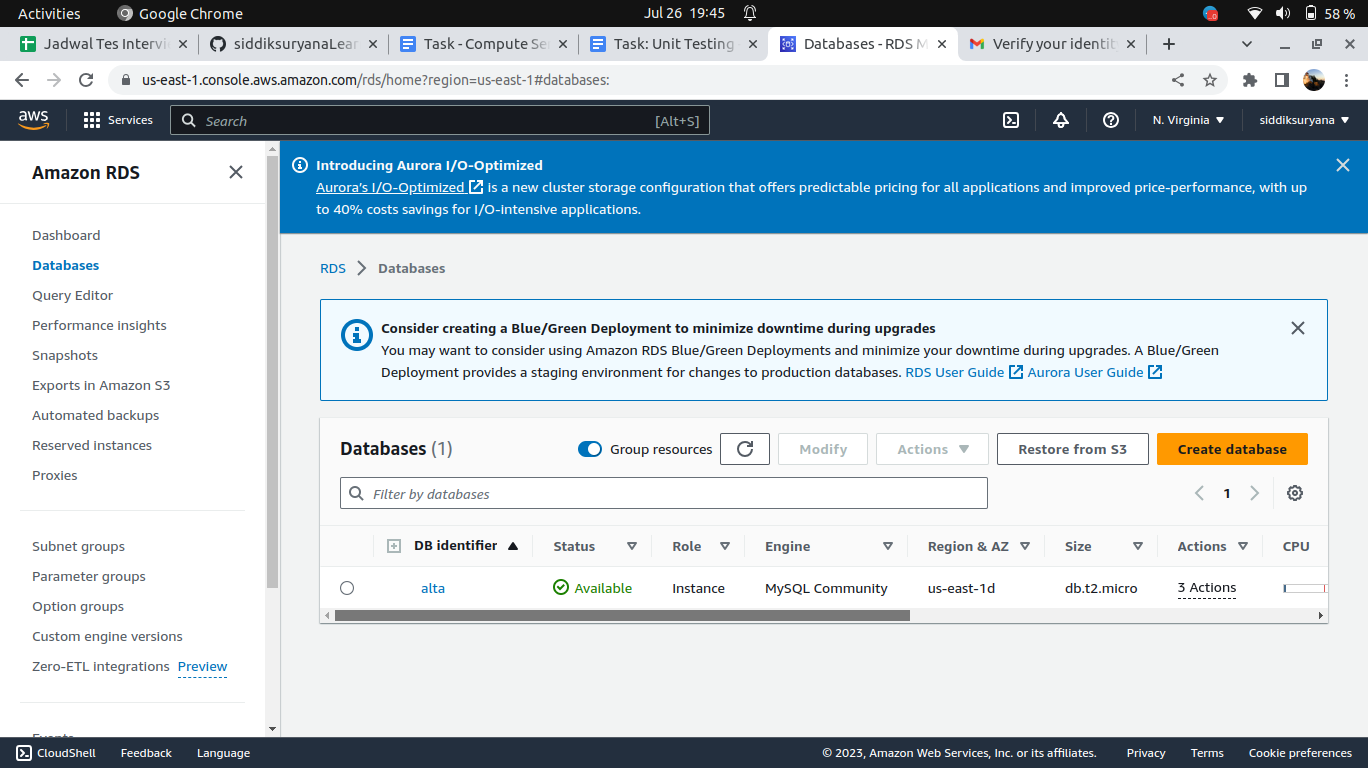 Activities
Google Chrome
Jul 26 19:45
58 %
Jadwal Tes Intervi
siddiksuryanaLear
Task - Compute Se
Task: Unit Testing
Databases - RDS M
Verify your identit
us-east-1.console.aws.amazon.com/rds/home?region=us-east-1#databases:
aws
Services
Search
[Alt+S]
N. Virginia
siddiksuryana
Amazon RDS
Dashboard
Databases
Query Editor
Performance insights
Snapshots
Exports in Amazon S3
Automated backups
Reserved instances
Proxies
Subnet groups
Parameter groups
Option groups
Custom engine versions
Zero-ETL integrations Preview
Events
Introducing Aurora I/O-Optimized
Aurora's I/O-Optimized is a new cluster storage configuration that offers predictable pricing for all applications and improved price-performance, with up
to 40% costs savings for I/O-intensive applications.
RDS
Databases
Consider creating a Blue/Green Deployment to minimize downtime during upgrades
You may want to consider using Amazon RDS Blue/Green Deployments and minimize your downtime during upgrades. A Blue/Green
Deployment provides a staging environment for changes to production databases. RDS User Guide Aurora User Guide
Databases (1)
Group resources
Modify
Actions
Restore from S3
Create database
Filter by databases
1
DB identifier
Status
Role
Engine
Region & AZ
Size
Actions
CPU
alta
Available
Instance
MySQL Community
us-east-1d
db.t2.micro
3 Actions
CloudShell
Feedback
Language
© 2023, Amazon Web Services, Inc. or its affiliates.
Privacy
Terms
Cookie preferences